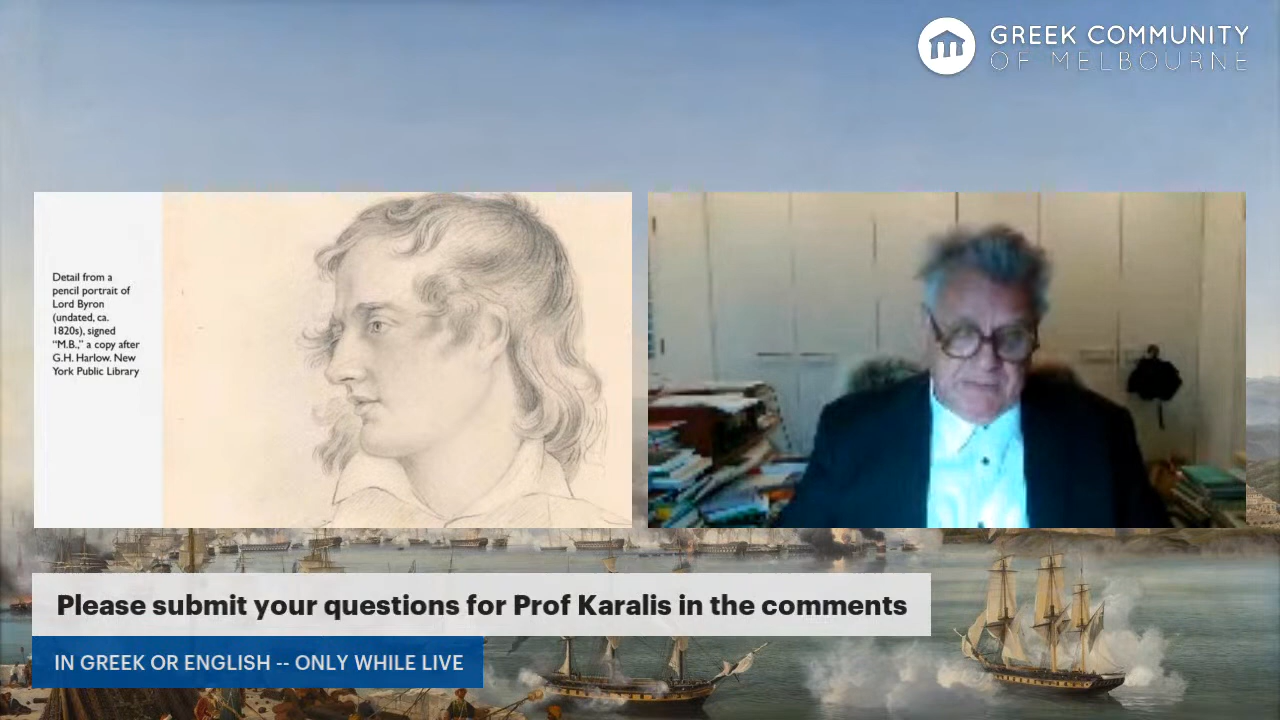 GREEK COMMUNITY
OF MELBOURNE
Detail from a
pencil portrait of
Lord Byron
(undated, ca.
1820s), signed
"M.B.," a copy after
G.H. Harlow. New
York Public Library
Please submit your questions for Prof Karalis in the comments
IN GREEK OR ENGLISH -- ONLY WHILE LIVE